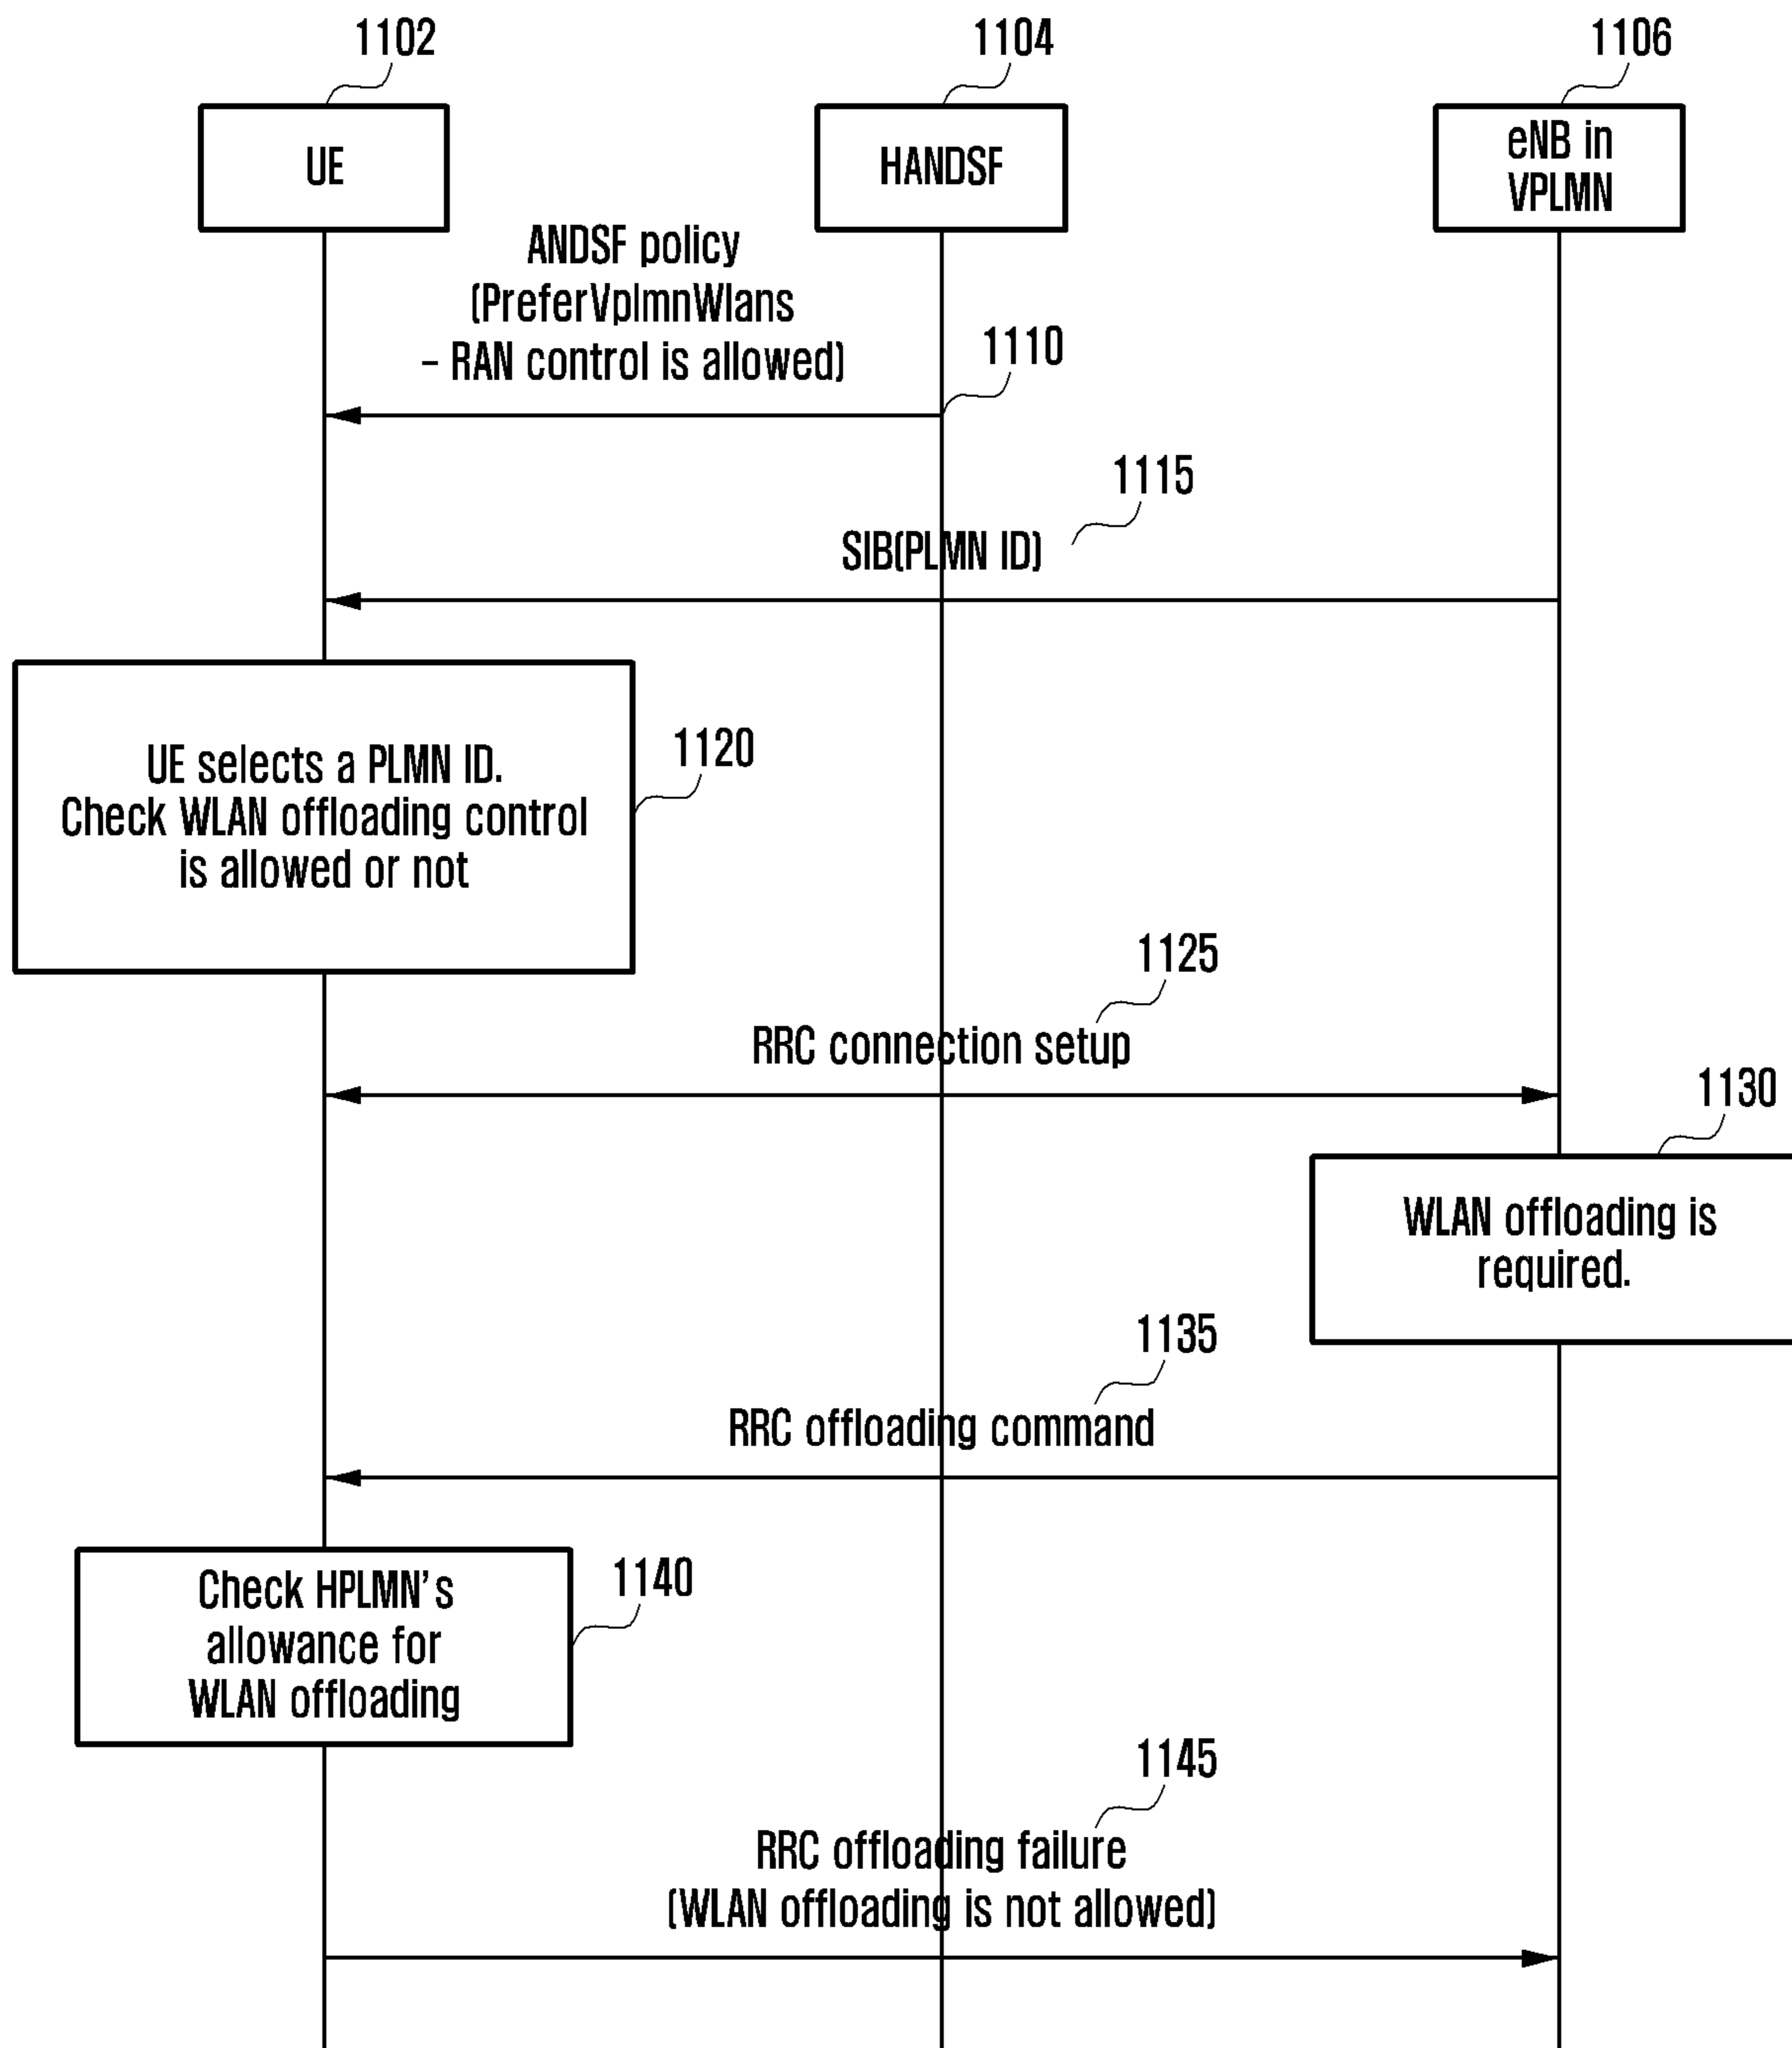 1102
1104
1106
UE
HANDSF
eNB in
VPLMN
ANDSF policy
(PreferVplmnWlans
– RAN control is allowed)
1110
1115
SIB(PLMN ID)
UE selects a PLMN ID.
Check WLAN offloading control
is allowed or not
1120
1125
RRC connection setup
1130
WLAN offloading is
required.
1135
RRC offloading command
Check HPLMN's
allowance for
WLAN offloading
1140
1145
RRC offloading failure
(WLAN offloading is not allowed)